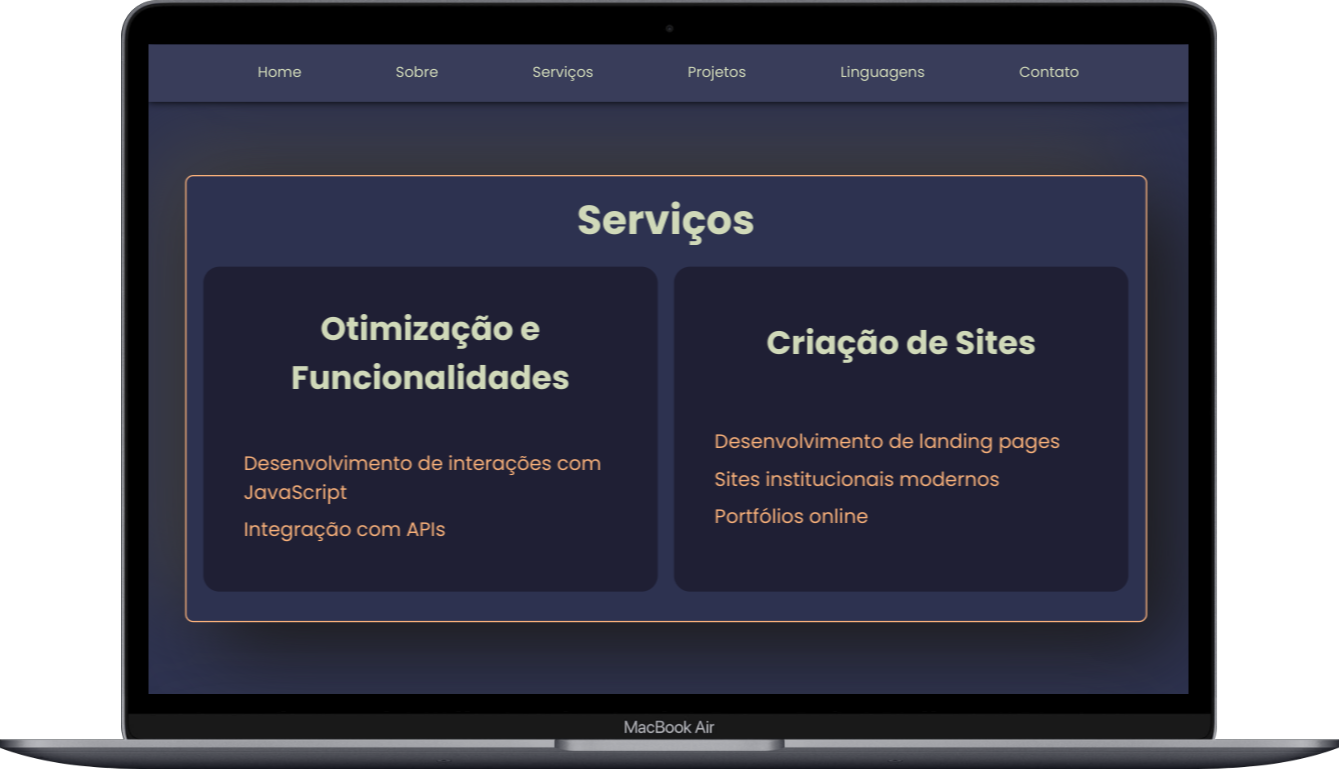 Home Sobre Serviços Projetos Linguagens Contato
Serviços
Otimização e
Funcionalidades
Desenvolvimento de interações com
JavaScript
Integração com APIs
Criação de Sites
Desenvolvimento de landing pages
Sites institucionais modernos
Portfólios online
MacBook Air